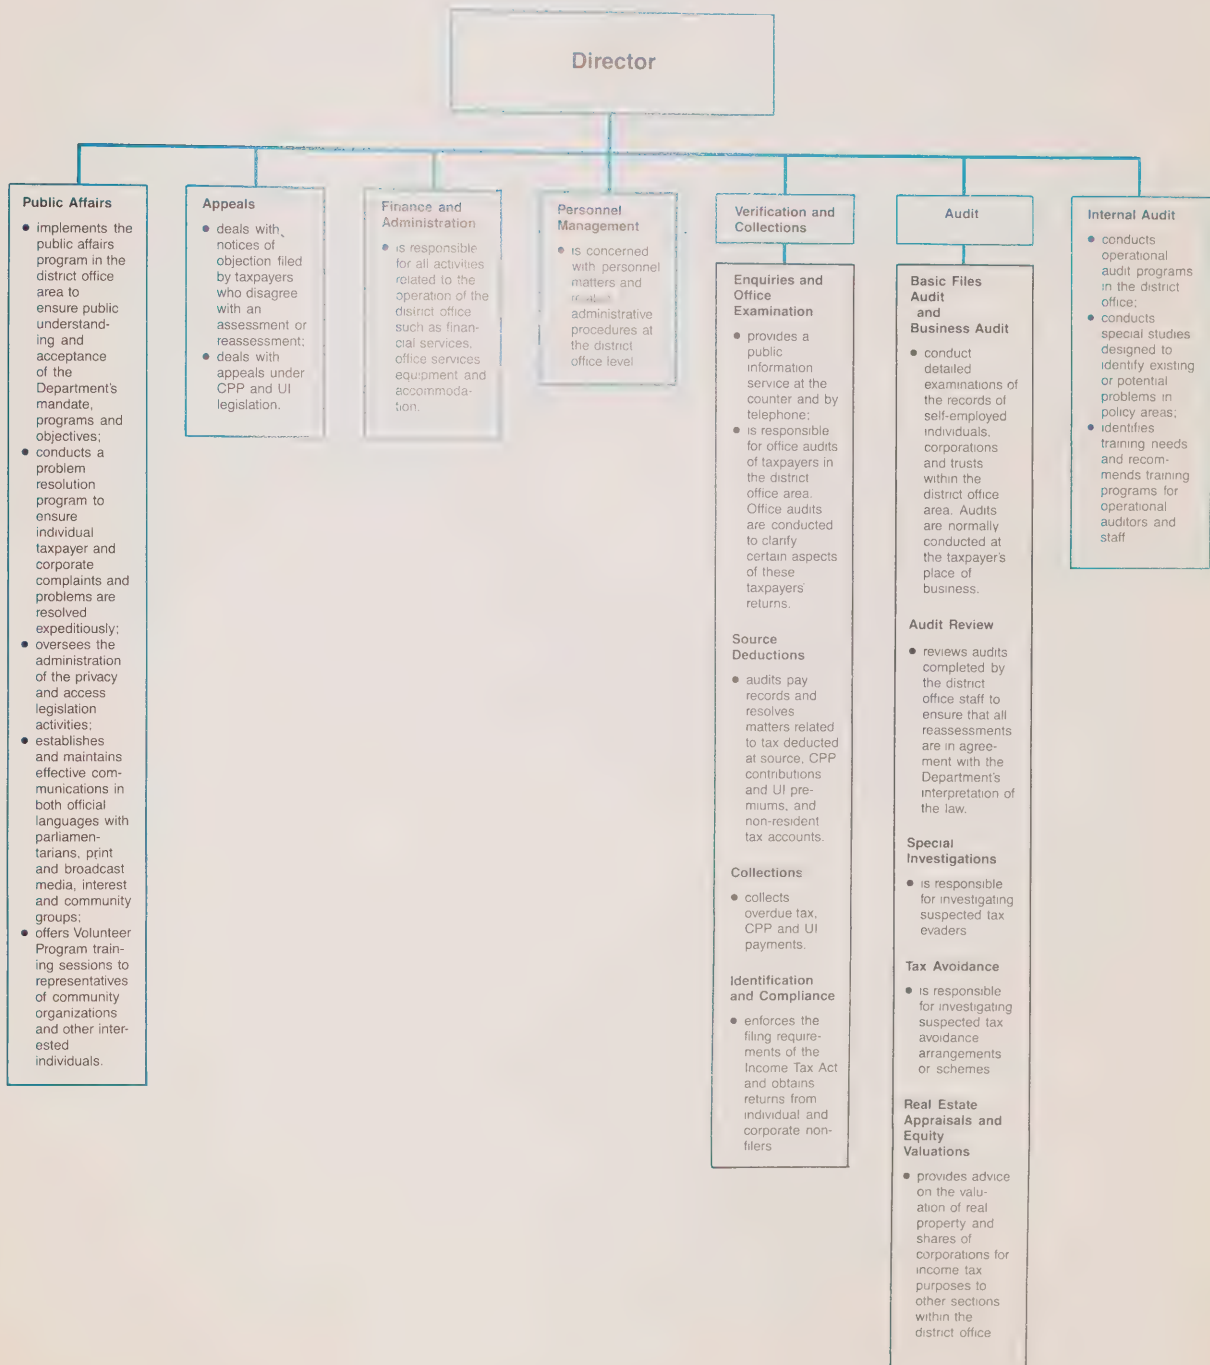 Director
Public Affairs
• implements the
public affairs
program in the
district office
area to
ensure public
understand-
ing and
acceptance
of the
Department's
mandate,
programs and
objectives;
• conducts a
problem
resolution
program to
ensure
individual
taxpayer and
corporate
complaints and
problems are
resolved
expeditiously;
• oversees the
administration
of the privacy
and access
legislation
activities;
• establishes
and maintains
effective com-
munications in
both official
languages with
parliamen-
tarians, print
and broadcast
media, interest
and community
groups;
• offers Volunteer
Program train-
ing sessions to
representatives
of community
organizations
and other inter-
ested
individuals.
Appeals
• deals with
notices of
objection filed
by taxpayers
who disagree
with an
assessment or
reassessment;
• deals with
appeals under
CPP and UI
legislation.
Finance and
Administration
• is responsible
for all activities
related to the
operation of the
district office
such as finan-
cial services,
office services
equipment and
accommoda-
tion.
Personnel
Management
• is concerned
with personnel
matters and
administrative
procedures at
the district
office level
Verification and
Collections
Enquiries and
Office
Examination
• provides a
public
information
service at the
counter and by
telephone;
• is responsible
for office audits
of taxpayers in
the district
office area.
Office audits
are conducted
to clarify
certain aspects
of these
taxpayers'
returns.
Source
Deductions
• audits pay
records and
resolves
matters related
to tax deducted
at source, CPP
contributions
and UI pre-
miums, and
non-resident
tax accounts.
Collections
• collects
overdue tax,
CPP and UI
payments.
Identification
and Compliance
• enforces the
filing require-
ments of the
Income Tax Act
and obtains
returns from
individual and
corporate non-
filers
Audit
Basic Files
Audit
and
Business Audit
• conduct
detailed
examinations of
the records of
self-employed
individuals,
corporations
and trusts
within the
district office
area. Audits
are normally
conducted at
the taxpayer's
place of
business.
Audit Review
• reviews audits
completed by
the district
office staff to
ensure that all
reassessments
are in agree-
ment with the
Department's
interpretation of
the law.
Special
Investigations
• is responsible
for investigating
suspected tax
evaders
Tax Avoidance
• is responsible
for investigating
suspected tax
avoidance
arrangements
or schemes
Real Estate
Appraisals and
Equity
Valuations
• provides advice
on the valu-
ation of real
property and
shares of
corporations for
income tax
purposes to
other sections
within the
district office
Internal Audit
• conducts
operational
audit programs
in the district
office;
• conducts
special studies
designed to
identify existing
or potential
problems in
policy areas;
• identifies
training needs
and recom-
mends training
programs for
operational
auditors and
staff